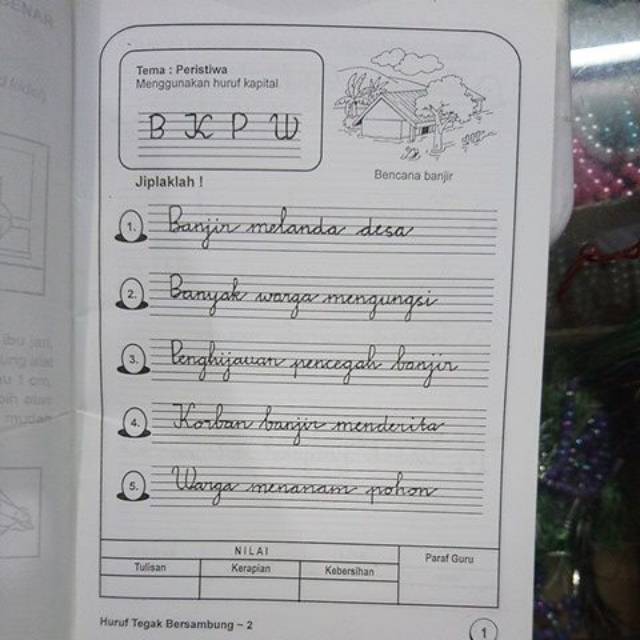 Tema : Peristiwa
Menggunakan huruf kapital
B K P W
Bencana banjir
Jiplaklah !
1. Banjir melanda desa
2. Banyak warga mengungsi
3. Penghijauan pencegah banjir
4. Korban banjir menderita
5. Warga menanam pohon
NILAI
Tulisan Kerapian Kebersihan Paraf Guru
Huruf Tegak Bersambung - 2
1